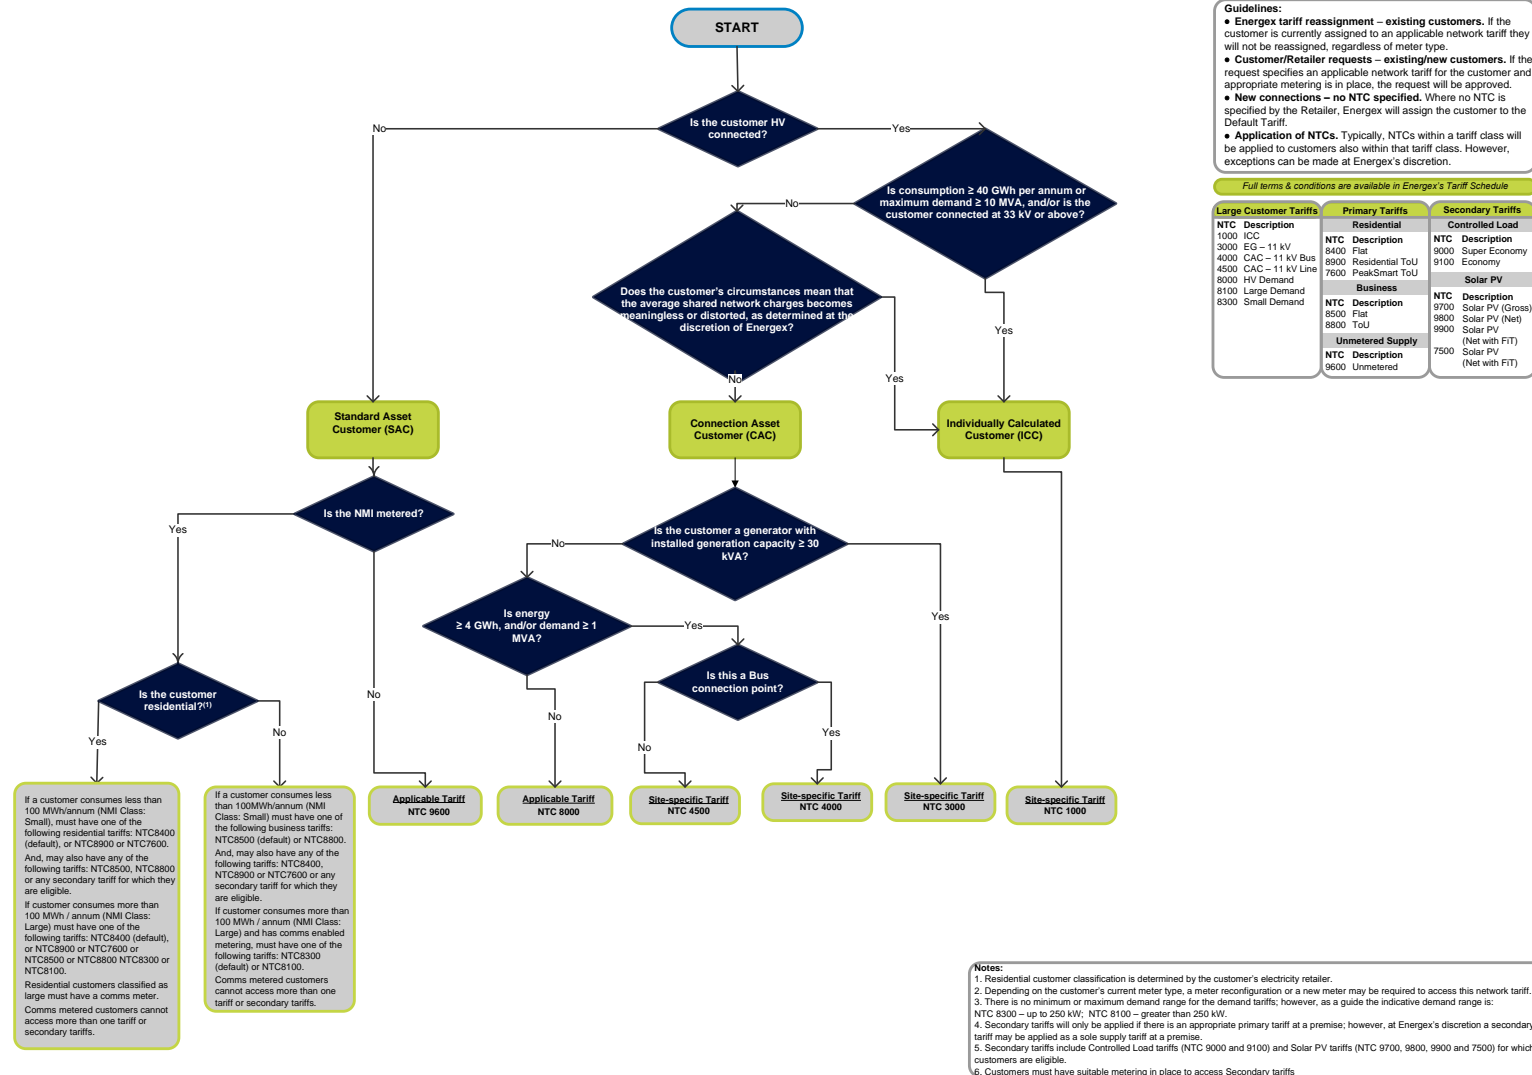 START
Is the customer HV
connected?
No
Yes
Is consumption ≥ 40 GWh per annum or
maximum demand ≥ 10 MVA, and/or is the
customer connected at 33 kV or above?
No
Yes
Does the customer's circumstances mean that
the average shared network charges becomes
meaningless or distorted, as determined at the
discretion of Energex?
No
Yes
Standard Asset
Customer (SAC)
Connection Asset
Customer (CAC)
Individually Calculated
Customer (ICC)
Is the NMI metered?
Yes
No
Is the customer a generator with
installed generation capacity ≥ 30
kVA?
No
Yes
Is energy
≥ 4 GWh, and/or demand ≥ 1
MVA?
Yes
No
Is this a Bus
connection point?
No
Yes
Is the customer
residential?(1)
Yes
No
If a customer consumes less than
100 MWh/annum (NMI Class:
Small), must have one of the
following residential tariffs: NTC8400
(default), or NTC8900 or NTC7600.
And, may also have any of the
following tariffs: NTC8500, NTC8800
or any secondary tariff for which they
are eligible.
If customer consumes more than
100 MWh / annum (NMI Class:
Large) must have one of the
following tariffs: NTC8400 (default),
or NTC8900 or NTC7600 or
NTC8500 or NTC8800 NTC8300 or
NTC8100.
Residential customers classified as
large must have a comms meter.
Comms metered customers cannot
access more than one tariff or
secondary tariffs.
If a customer consumes less
than 100MWh/annum (NMI
Class: Small) must have one of
the following business tariffs:
NTC8500 (default) or NTC8800.
And, may also have any of the
following tariffs: NTC8400,
NTC8900 or NTC7600 or any
secondary tariff for which they
are eligible.
If customer consumes more than
100 MWh / annum (NMI Class:
Large) and has comms enabled
metering, must have one of the
following tariffs: NTC8300
(default) or NTC8100.
Comms metered customers
cannot access more than one
tariff or secondary tariffs.
Applicable Tariff
NTC 9600
Applicable Tariff
NTC 8000
Site-specific Tariff
NTC 4500
Site-specific Tariff
NTC 4000
Site-specific Tariff
NTC 3000
Site-specific Tariff
NTC 1000
Guidelines:
• Energex tariff reassignment – existing customers. If the
customer is currently assigned to an applicable network tariff they
will not be reassigned, regardless of meter type.
• Customer/Retailer requests – existing/new customers. If the
request specifies an applicable network tariff for the customer and
appropriate metering is in place, the request will be approved.
• New connections – no NTC specified. Where no NTC is
specified by the Retailer, Energex will assign the customer to the
Default Tariff.
• Application of NTCs. Typically, NTCs within a tariff class will
be applied to customers also within that tariff class. However,
exceptions can be made at Energex's discretion.
Full terms & conditions are available in Energex's Tariff Schedule
Large Customer Tariffs
NTC Description
1000 ICC
3000 EG – 11 kV
4000 CAC – 11 kV Bus
4500 CAC – 11 kV Line
8000 HV Demand
8100 Large Demand
8300 Small Demand
Primary Tariffs
Residential
NTC Description
8400 Flat
8900 Residential ToU
7600 PeakSmart ToU
Business
NTC Description
8500 Flat
8800 ToU
Unmetered Supply
NTC Description
9600 Unmetered
Secondary Tariffs
Controlled Load
NTC Description
9000 Super Economy
9100 Economy
Solar PV
NTC Description
9700 Solar PV (Gross)
9800 Solar PV (Net)
9900 Solar PV
(Net with FiT)
7500 Solar PV
(Net with FiT)
Notes:
1. Residential customer classification is determined by the customer's electricity retailer.
2. Depending on the customer's current meter type, a meter reconfiguration or a new meter may be required to access this network tariff.
3. There is no minimum or maximum demand range for the demand tariffs; however, as a guide the indicative demand range is:
NTC 8300 – up to 250 kW; NTC 8100 – greater than 250 kW.
4. Secondary tariffs will only be applied if there is an appropriate primary tariff at a premise; however, at Energex's discretion a secondary
tariff may be applied as a sole supply tariff at a premise.
5. Secondary tariffs include Controlled Load tariffs (NTC 9000 and 9100) and Solar PV tariffs (NTC 9700, 9800, 9900 and 7500) for which
customers are eligible.
6. Customers must have suitable metering in place to access Secondary tariffs